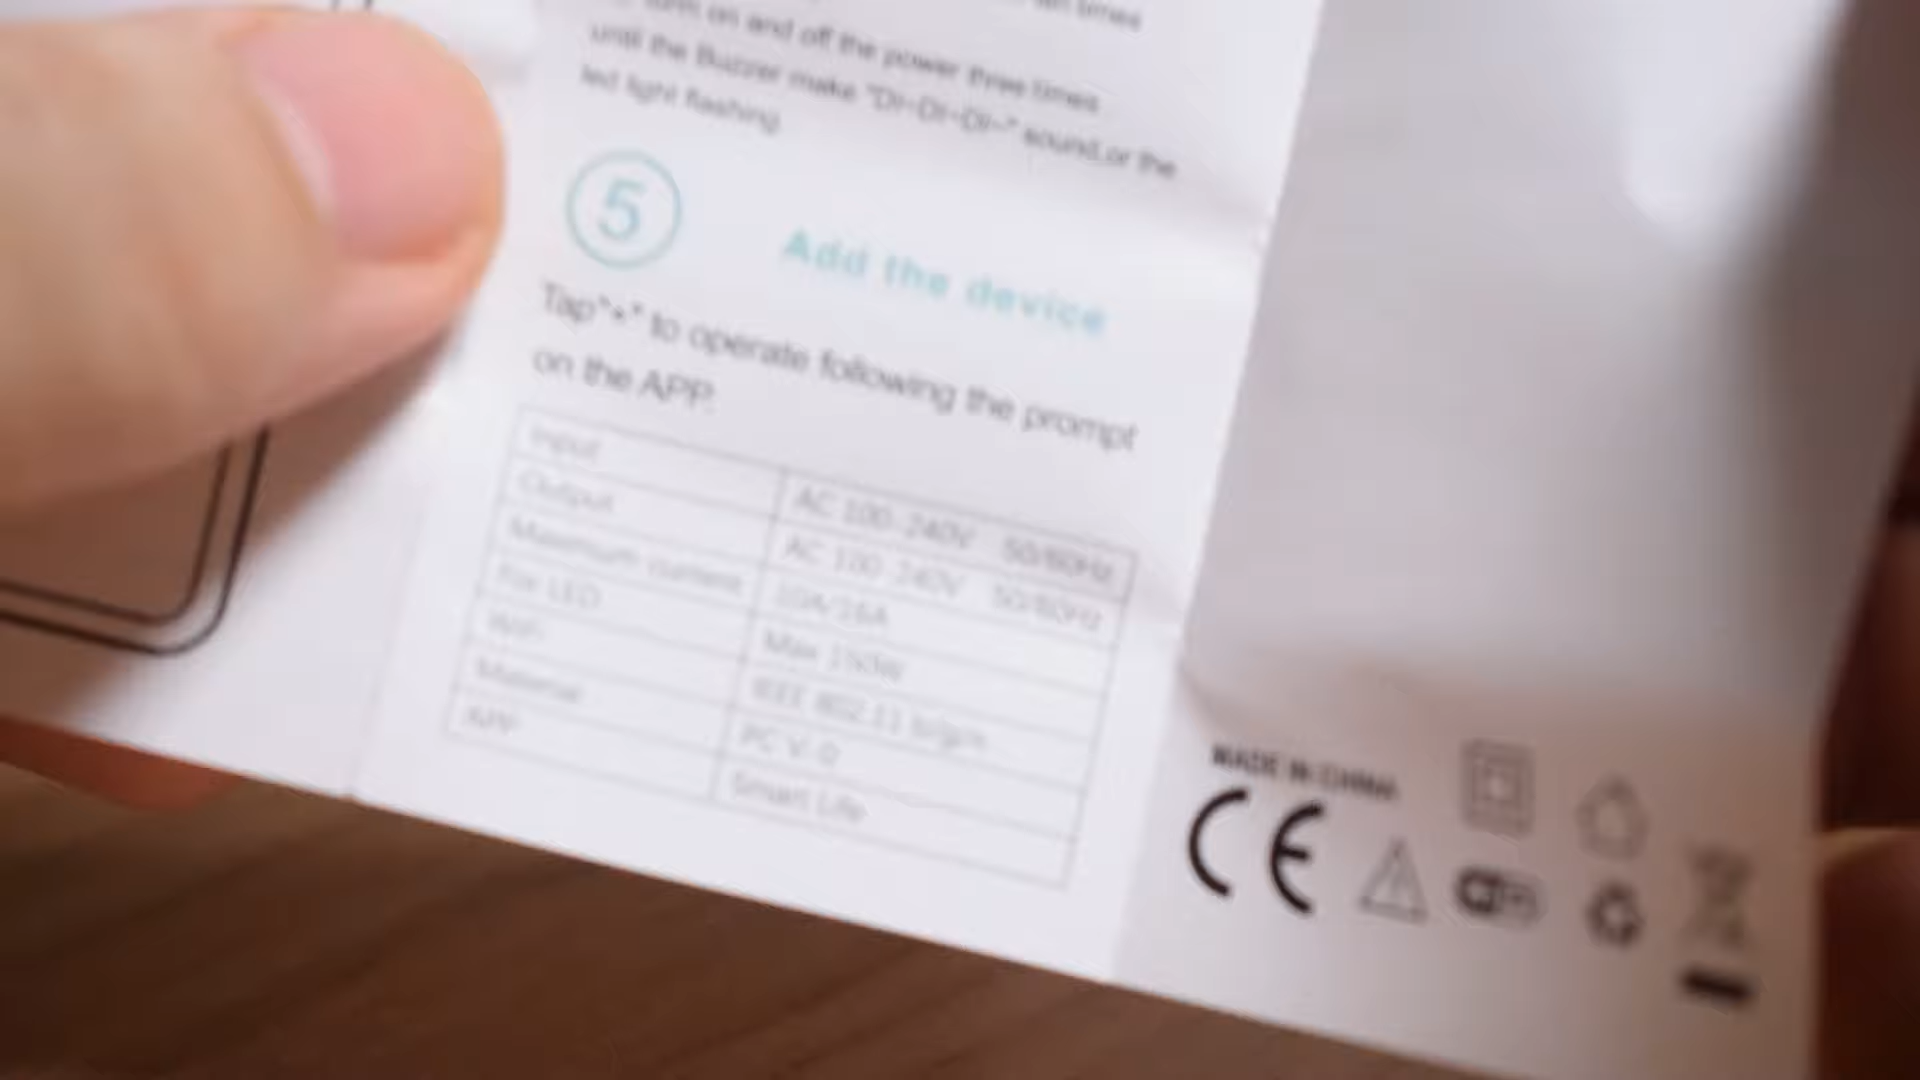 times
turn on and off the power three times
until the Buzzer make "DI-DI-DI-" sound,or the
led light flashing
5
Add the device
Tap"+" to operate following the prompt
on the APP.
Input AC 100-240V 50/60Hz
Output AC 100-240V 50/60Hz
Maximum current 10A/16A
for LED Max 150W
WiFi IEEE 802.11 b/g/n
Material PC V-0
APP Smart Life
MADE IN CHINA
CE